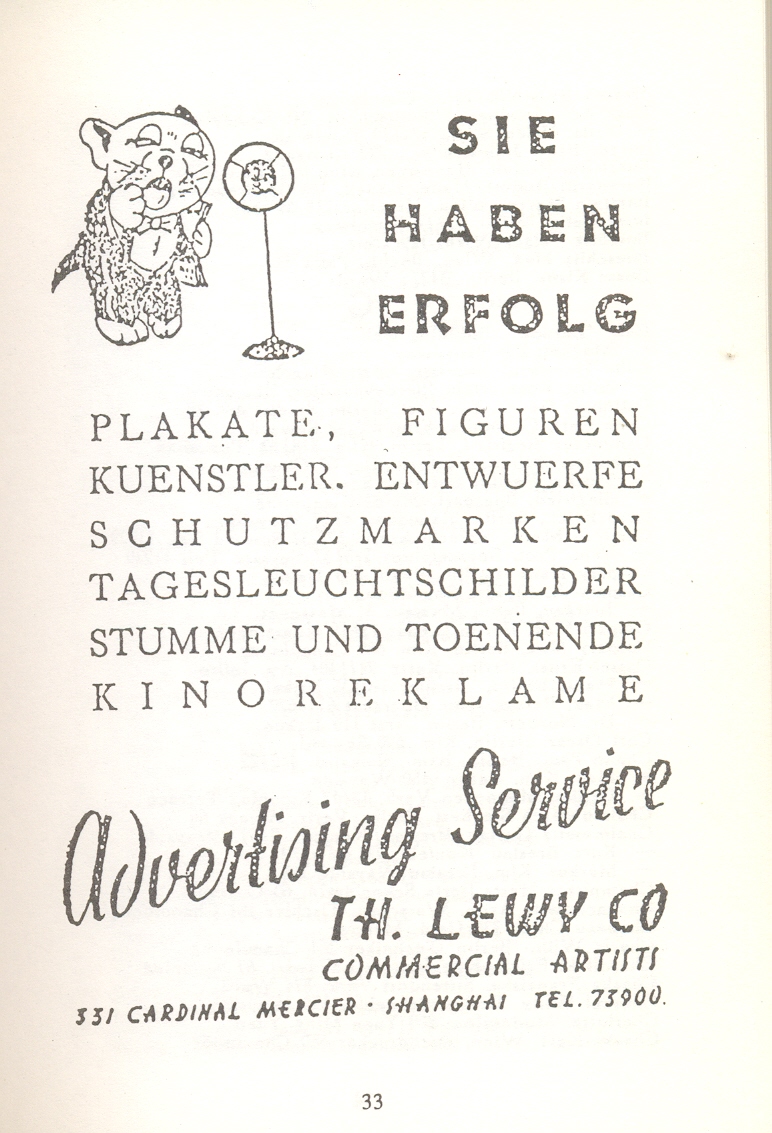 SIE
HABEN
ERFOLG
PLAKATE, FIGUREN
KUENSTLER. ENTWUERFE
SCHUTZMARKEN
TAGESLEUCHTSCHILDER
STUMME UND TOENENDE
KINOREKLAME
Advertising Service
TH. LEWY CO
COMMERCIAL ARTISTS
331 CARDINAL MERCIER · SHANGHAI TEL. 73900.
33